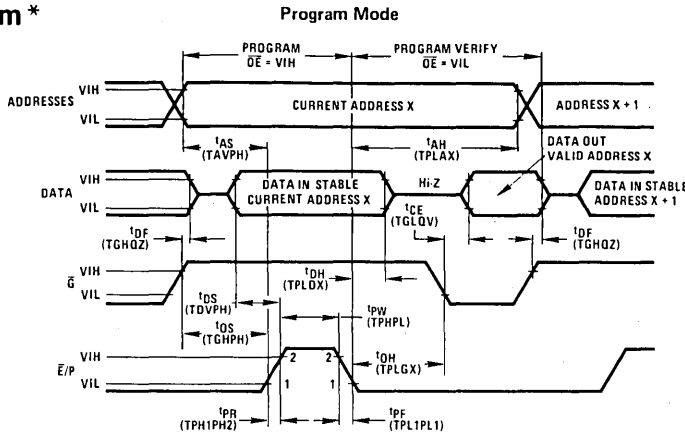 m*
Program Mode
PROGRAM
OE = VIH
PROGRAM VERIFY
OE = VIL
ADDRESSES
VIH
VIL
CURRENT ADDRESS X
ADDRESS X + 1
tAS
(TAVPH)
tAH
(TPLAX)
DATA OUT
VALID ADDRESS X
DATA
VIH
VIL
DATA IN STABLE
CURRENT ADDRESS X
Hi-Z
DATA IN STABLE
ADDRESS X + 1
tCE
(TGLQV)
tDF
(TGHQZ)
tDF
(TGHQZ)
G
VIH
VIL
tDH
(TPLDX)
tDS
(TDVPH)
tOS
(TGHPH)
tPW
(TPHPL)
tOH
(TPLGX)
E/P
VIH
VIL
2
2
1
1
tPR
(TPH1PH2)
tPF
(TPL1PL1)